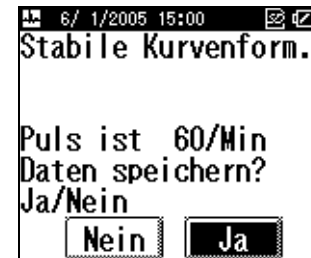 6/ 1/2005 15:00
Stabile Kurvenform.
Puls ist 60/Min
Daten speichern?
Ja/Nein
Nein Ja